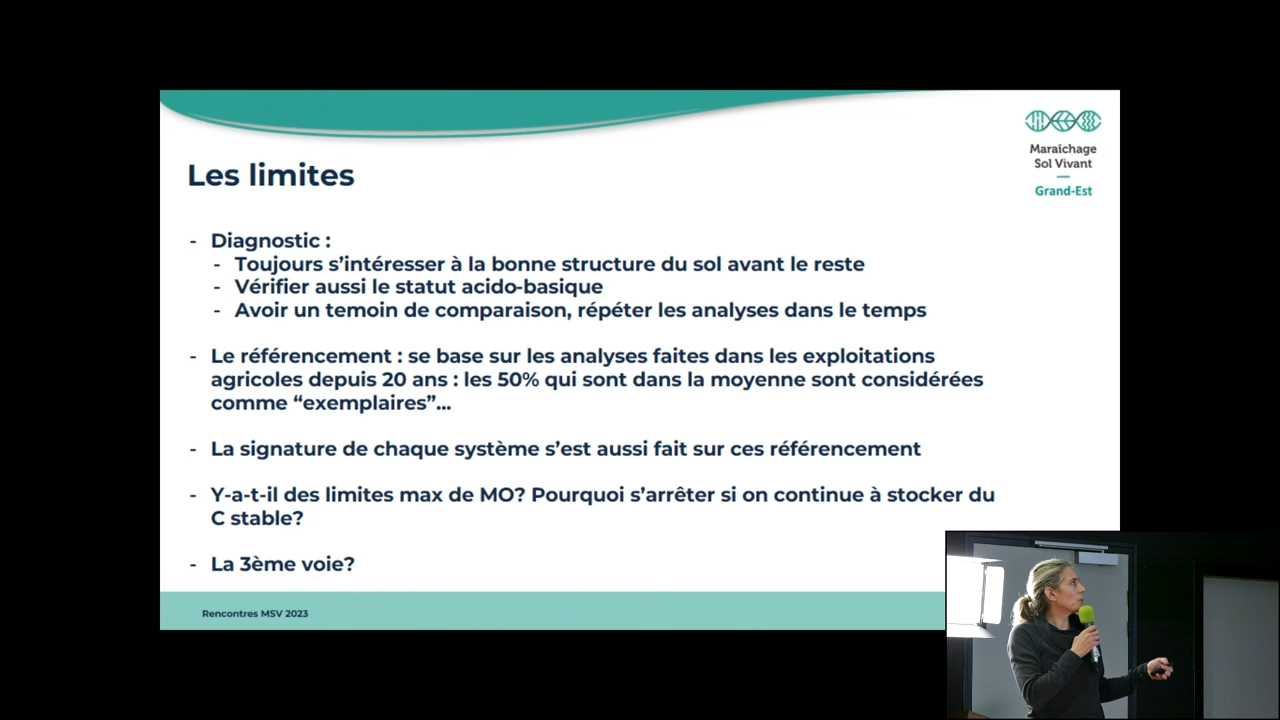 Maraîchage
Sol Vivant
Grand-Est
Les limites
- Diagnostic :
- Toujours s'intéresser à la bonne structure du sol avant le reste
- Vérifier aussi le statut acido-basique
- Avoir un temoin de comparaison, répéter les analyses dans le temps
- Le référencement : se base sur les analyses faites dans les exploitations
agricoles depuis 20 ans : les 50% qui sont dans la moyenne sont considérées
comme “exemplaires”...
- La signature de chaque système s'est aussi fait sur ces référencement
- Y-a-t-il des limites max de MO? Pourquoi s'arrêter si on continue à stocker du
C stable?
- La 3ème voie?
Rencontres MSV 2023